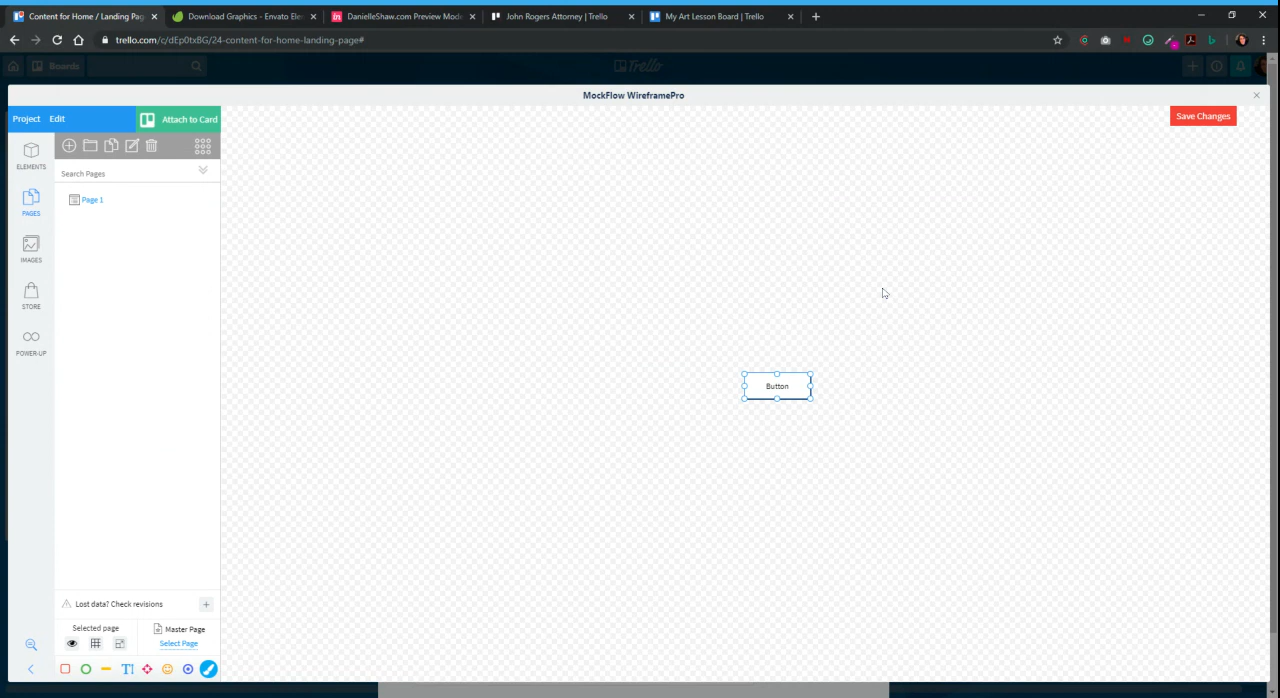 Content for Home / Landing Pag
Download Graphics - Envato Ele
DanielleShaw.com Preview Mode
John Rogers Attorney | Trello
My Art Lesson Board | Trello
trello.com/c/dEp0txBG/24-content-for-home-landing-page#
Boards
Trello
MockFlow WireframePro
Project Edit
Attach to Card
Save Changes
ELEMENTS
Search Pages
Page 1
PAGES
IMAGES
STORE
POWER-UP
Button
Lost data? Check revisions
Selected page
Master Page
Select Page